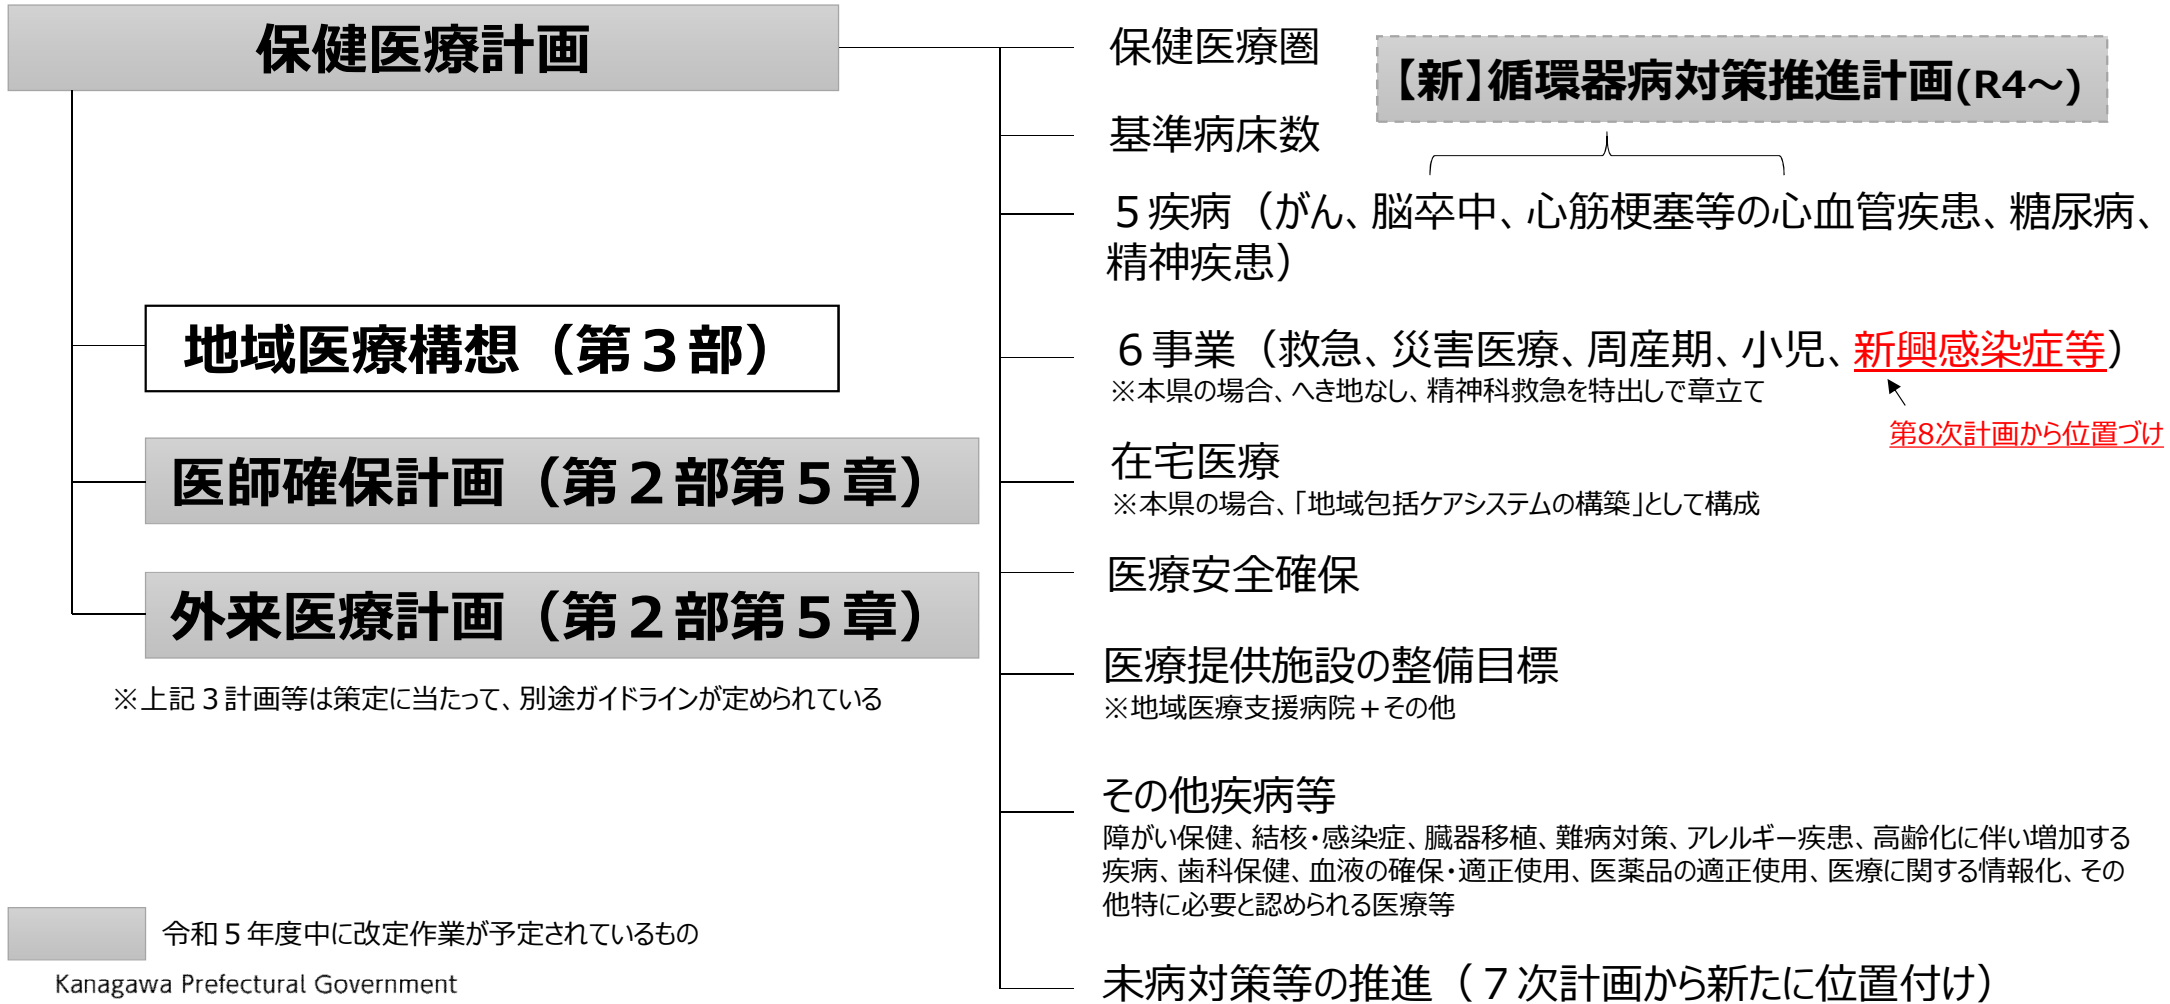 保健医療計画
地域医療構想（第３部）
医師確保計画（第２部第５章）
外来医療計画（第２部第５章）
※上記３計画等は策定に当たって、別途ガイドラインが定められている
令和５年度中に改定作業が予定されているもの
Kanagawa Prefectural Government
保健医療圏
【新】循環器病対策推進計画(R4～)
基準病床数
５疾病（がん、脳卒中、心筋梗塞等の心血管疾患、糖尿病、
精神疾患）
６事業（救急、災害医療、周産期、小児、新興感染症等）
※本県の場合、へき地なし、精神科救急を特出しで章立て
第8次計画から位置づけ
在宅医療
※本県の場合、「地域包括ケアシステムの構築」として構成
医療安全確保
医療提供施設の整備目標
※地域医療支援病院＋その他
その他疾病等
障がい保健、結核・感染症、臓器移植、難病対策、アレルギー疾患、高齢化に伴い増加する
疾病、歯科保健、血液の確保・適正使用、医薬品の適正使用、医療に関する情報化、その
他特に必要と認められる医療等
未病対策等の推進（７次計画から新たに位置付け）